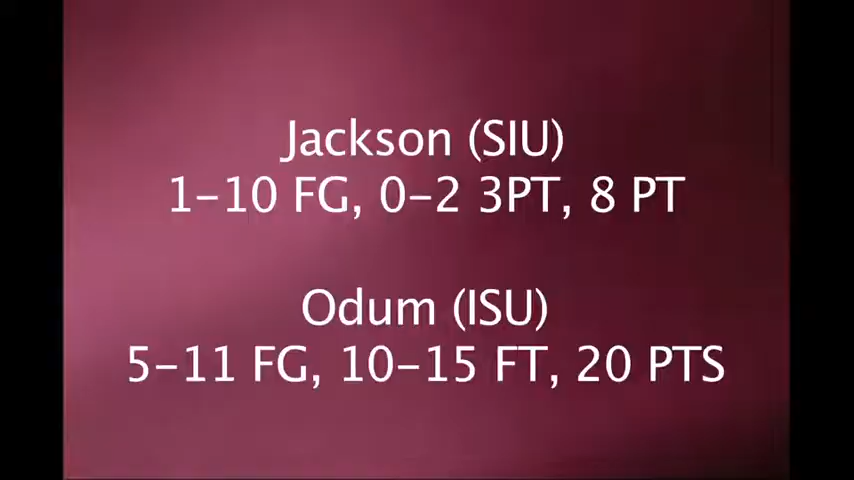 Jackson (SIU)
1-10 FG, 0-2 3PT, 8 PT
Odum (ISU)
5-11 FG, 10-15 FT, 20 PTS